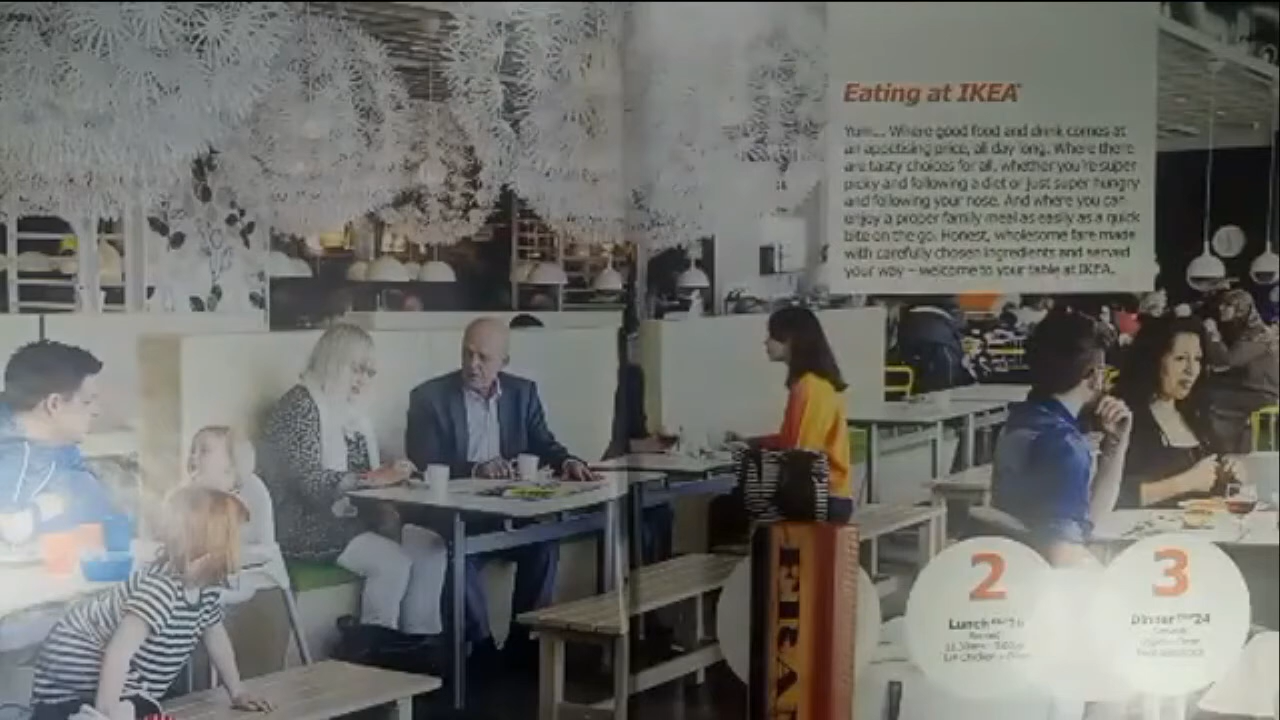 Eating at IKEA
Yum... Where good food and drink comes at
an appetising price, all day long. Where there
are tasty choices for all, whether you're super
picky and following a diet or just super hungry
and following your nose. And where you can
enjoy a proper family meal as easily as a quick
bite on the go. Honest, wholesome fare made
with carefully chosen ingredients and served
your way – welcome to your table at IKEA.
2
Lunch
3
Dinner 24
ERA